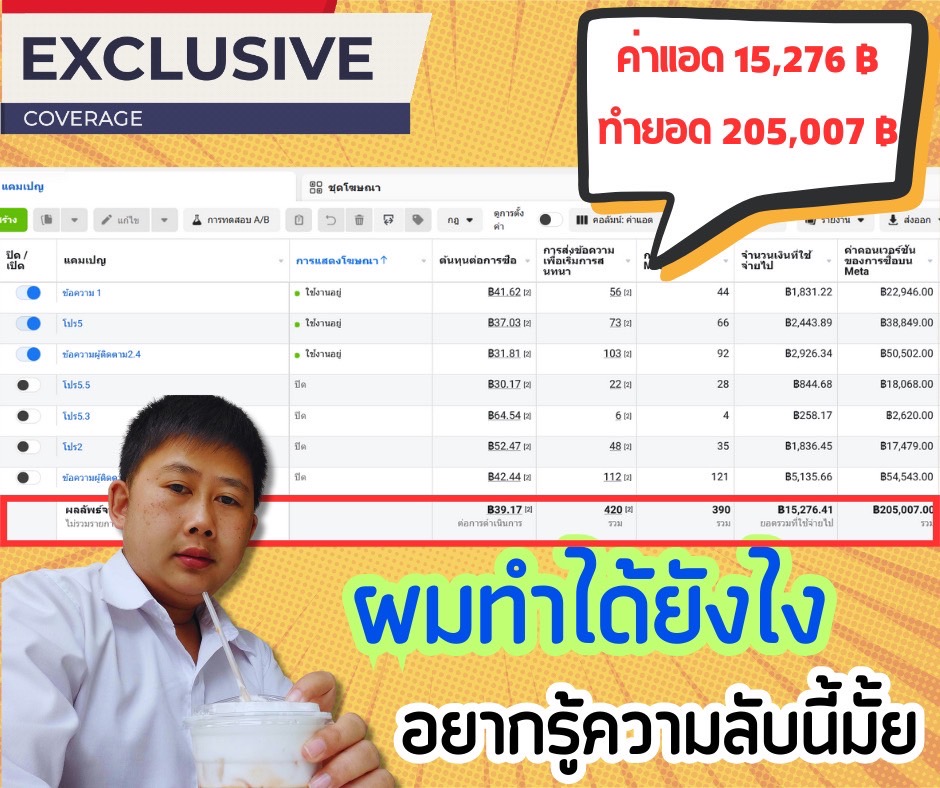 EXCLUSIVE
COVERAGE
ค่าแอด 15,276 ฿
ทำยอด 205,007 ฿
แคมเปญ
ชุดโฆษณา
ร้าง
แก้ไข
การทดสอบ A/B
กฎ
ดูการตั้ง
ค่า
คอลัมน์: ค่าแอด
รายงาน
ส่งออก
ปิด /
เปิด
แคมเปญ
การแสดงโฆษณา ↑
ต้นทุนต่อการซื้อ
การส่งข้อความ
เพื่อเริ่มการส
นทนา
จำนวนเงินที่ใช้
จ่ายไป
ค่าคอนเวอร์ชั่น
ของการซื้อบน
Meta
ข้อความ 1 ใช้งานอยู่ ฿41.62 [2] 56 [2] 44 ฿1,831.22 ฿22,946.00
โปร5 ใช้งานอยู่ ฿37.03 [2] 73 [2] 66 ฿2,443.89 ฿38,849.00
ข้อความผู้ติดตาม2.4 ใช้งานอยู่ ฿31.81 [2] 103 [2] 92 ฿2,926.34 ฿50,502.00
โปร5.5 ปิด ฿30.17 [2] 22 [2] 28 ฿844.68 ฿18,068.00
โปร5.3 ปิด ฿64.54 [2] 6 [2] 4 ฿258.17 ฿2,620.00
โปร2 ปิด ฿52.47 [2] 48 [2] 35 ฿1,836.45 ฿17,479.00
ข้อความผู้ติดต ปิด ฿42.44 [2] 112 [2] 121 ฿5,135.66 ฿54,543.00
ผลลัพธ์จ ฿39.17 [2] 420 [2] 390 ฿15,276.41 ฿205,007.00
ไม่รวมรายกา ต่อการดำเนินการ รวม รวม ยอดรวมที่ใช้จ่ายไป รวม
ผมทำได้ยังไง
อยากรู้ความลับนี้มั้ย